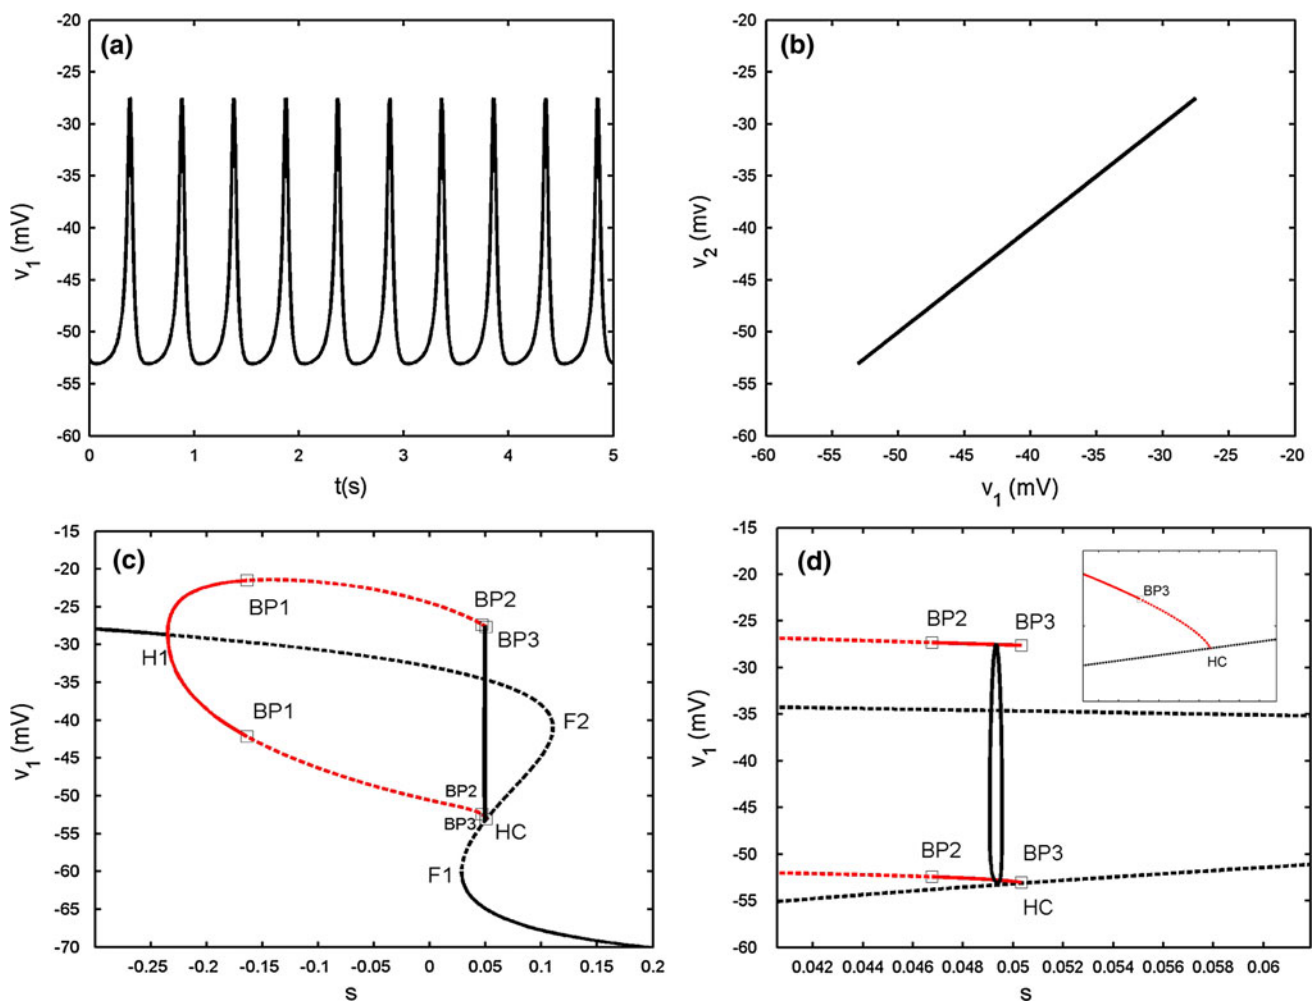 (a)
-20
-25
-30
-35
-40
-45
-50
-55
-60
v1 (mV)
0 1 2 3 4 5
t(s)
(b)
-20
-25
-30
-35
-40
-45
-50
-55
-60
v2 (mv)
-60 -55 -50 -45 -40 -35 -30 -25 -20
v1 (mV)
(c)
-15
-20
-25
-30
-35
-40
-45
-50
-55
-60
-65
-70
v1 (mV)
BP1
BP2
BP3
H1
BP1
F2
BP2
BP3
HC
F1
-0.25 -0.2 -0.15 -0.1 -0.05 0 0.05 0.1 0.15 0.2
s
(d)
-15
-20
-25
-30
-35
-40
-45
-50
-55
-60
v1 (mV)
BP3
HC
BP2
BP3
BP2
BP3
HC
0.042 0.044 0.046 0.048 0.05 0.052 0.054 0.056 0.058 0.06
s